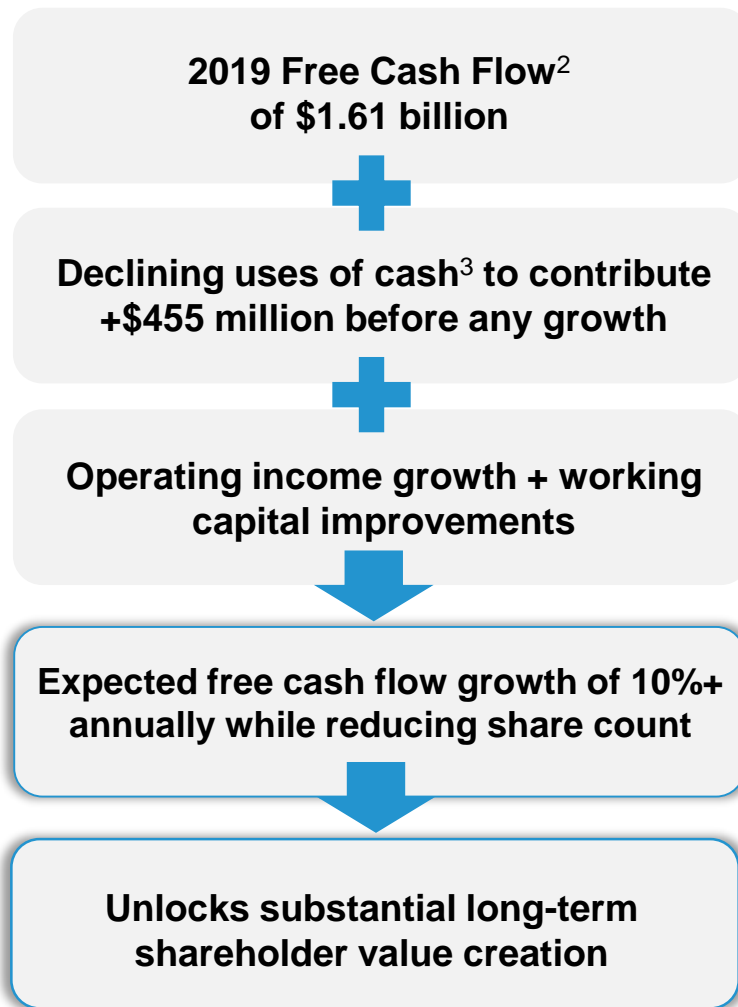 2019 Free Cash Flow²
of $1.61 billion
Declining uses of cash³ to contribute
+$455 million before any growth
Operating income growth + working
capital improvements
Expected free cash flow growth of 10%+
annually while reducing share count
Unlocks substantial long-term
shareholder value creation